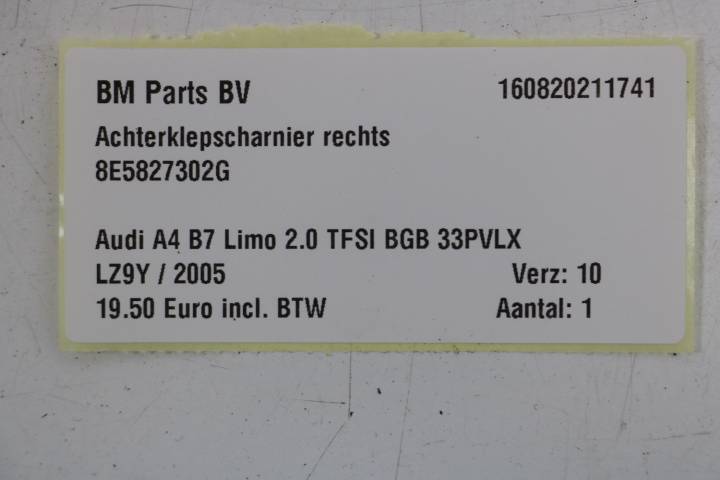 BM Parts BV 160820211741
Achterklepscharnier rechts
8E5827302G
Audi A4 B7 Limo 2.0 TFSI BGB 33PVLX
LZ9Y / 2005 Verz: 10
19.50 Euro incl. BTW Aantal: 1